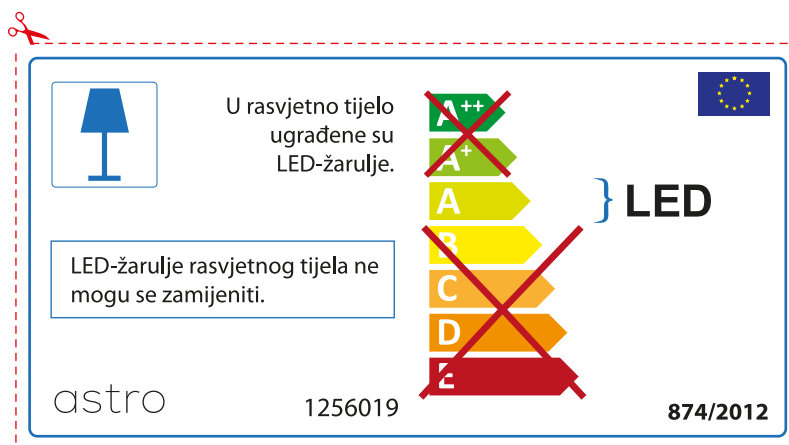 U rasvjetno tijelo
ugrađene su
LED-žarulje.
LED-žarulje rasvjetnog tijela ne
mogu se zamijeniti.
astro
1256019
A++
A+
A
B
C
D
E
LED
874/2012